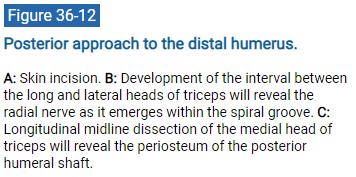 Figure 36-12
Posterior approach to the distal humerus.
A: Skin incision. B: Development of the interval between
the long and lateral heads of triceps will reveal the
radial nerve as it emerges within the spiral groove. C:
Longitudinal midline dissection of the medial head of
triceps will reveal the periosteum of the posterior
humeral shaft.